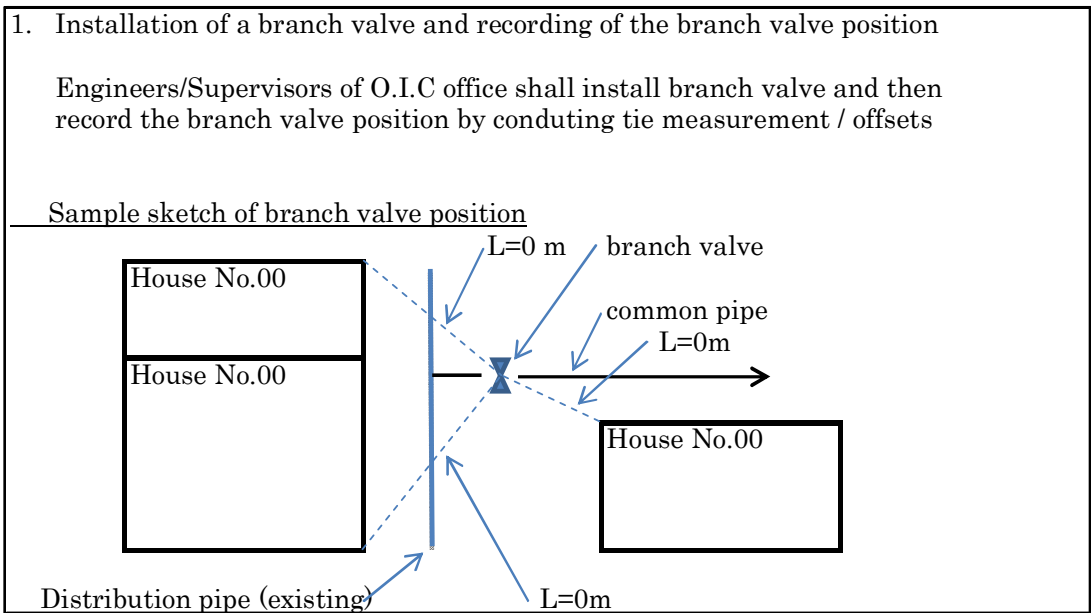 1. Installation of a branch valve and recording of the branch valve position
Engineers/Supervisors of O.I.C office shall install branch valve and then
record the branch valve position by conduting tie measurement / offsets
Sample sketch of branch valve position
L=0 m
branch valve
House No.00
common pipe
L=0m
House No.00
House No.00
Distribution pipe (existing)
L=0m